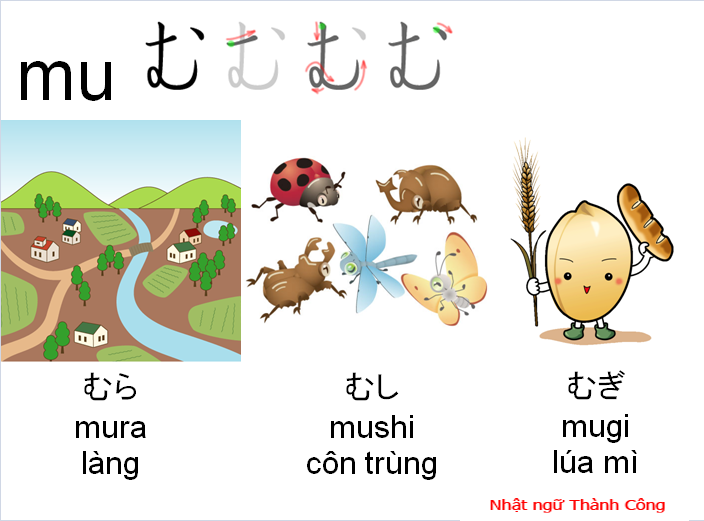 mu む む む む
むら
mura
làng
むし
mushi
côn trùng
むぎ
mugi
lúa mì
Nhật ngữ Thành Công